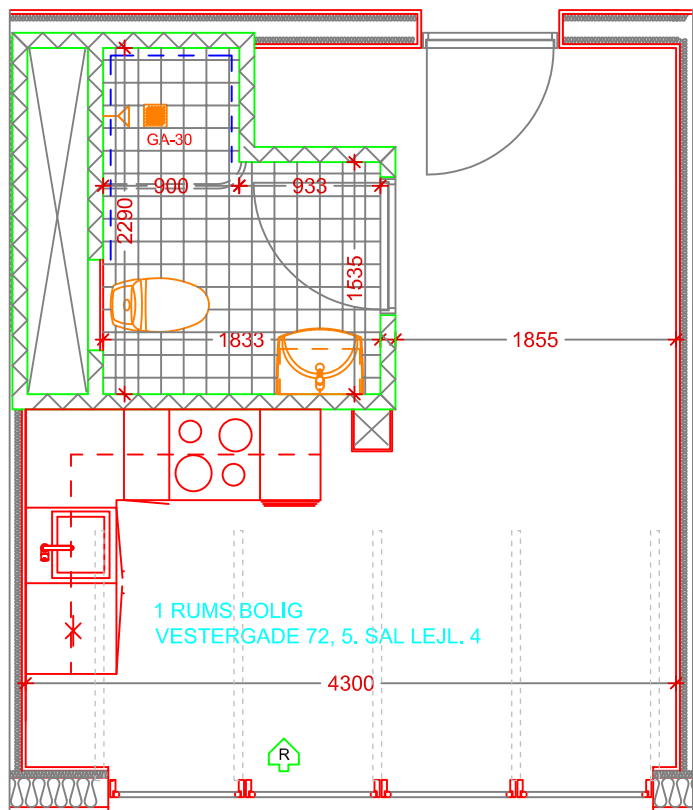 GA-30
900
933
2290
1535
1833
1855
1 RUMS BOLIG
VESTERGADE 72, 5. SAL LEJL. 4
4300
R